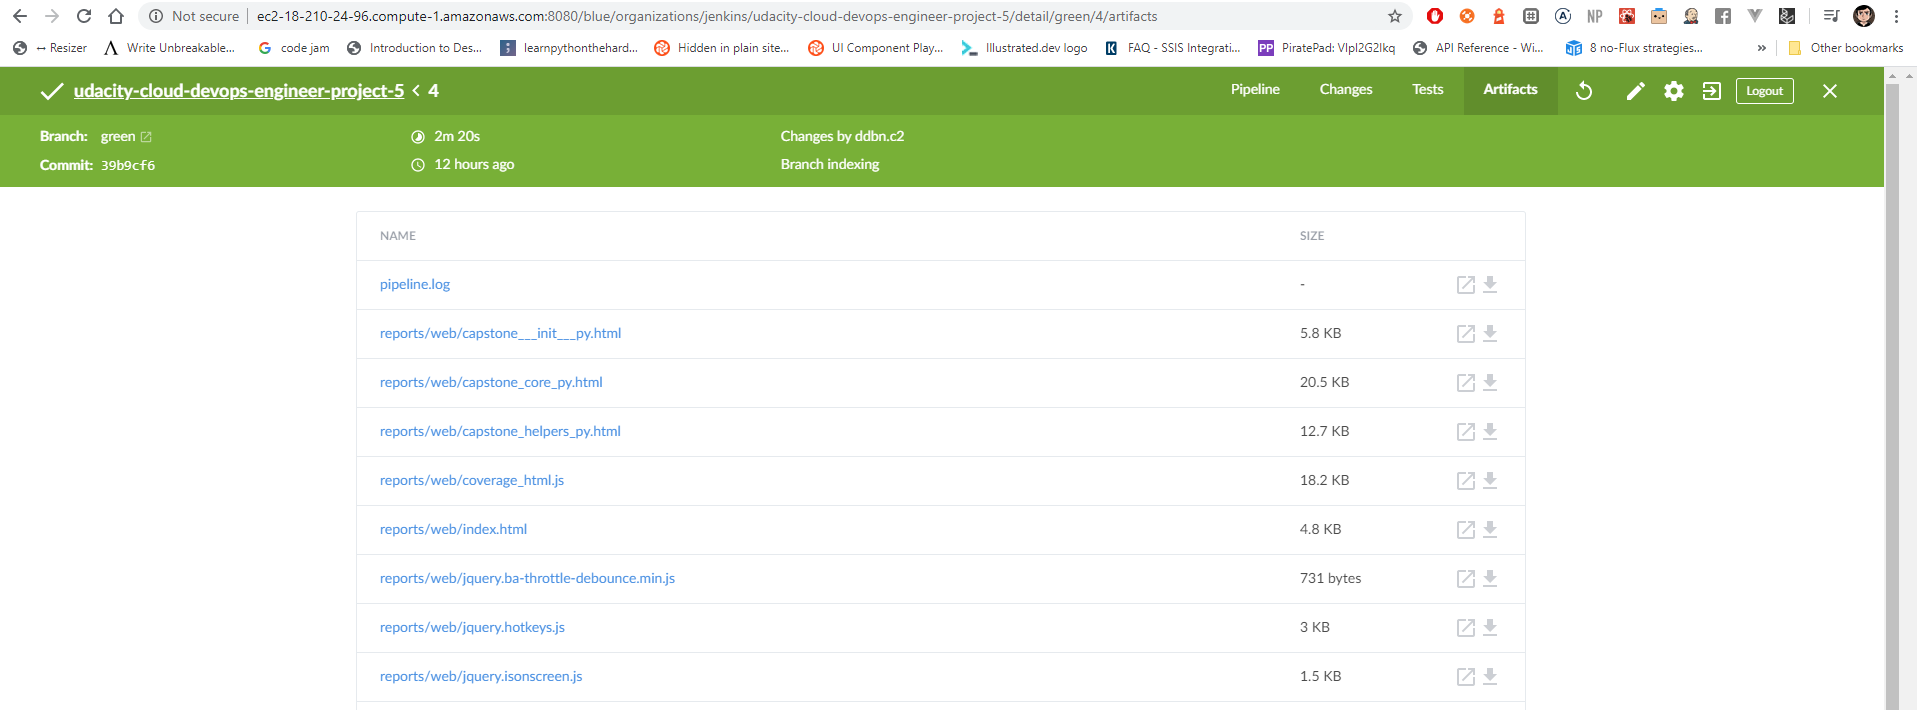 Not secure ec2-18-210-24-96.compute-1.amazonaws.com:8080/blue/organizations/jenkins/udacity-cloud-devops-engineer-project-5/detail/green/4/artifacts
↔ Resizer Write Unbreakable... code jam Introduction to Des... learnpythonthehard... Hidden in plain site... UI Component Play... Illustrated.dev logo FAQ - SSIS Integrati... PP PiratePad: VIpI2G2Ikq API Reference - Wi... 8 no-Flux strategies... » Other bookmarks
udacity-cloud-devops-engineer-project-5 < 4 Pipeline Changes Tests Artifacts Logout
Branch: green 2m 20s Changes by ddbn.c2
Commit: 39b9cf6 12 hours ago Branch indexing
NAME SIZE
pipeline.log -
reports/web/capstone___init___py.html 5.8 KB
reports/web/capstone_core_py.html 20.5 KB
reports/web/capstone_helpers_py.html 12.7 KB
reports/web/coverage_html.js 18.2 KB
reports/web/index.html 4.8 KB
reports/web/jquery.ba-throttle-debounce.min.js 731 bytes
reports/web/jquery.hotkeys.js 3 KB
reports/web/jquery.isonscreen.js 1.5 KB